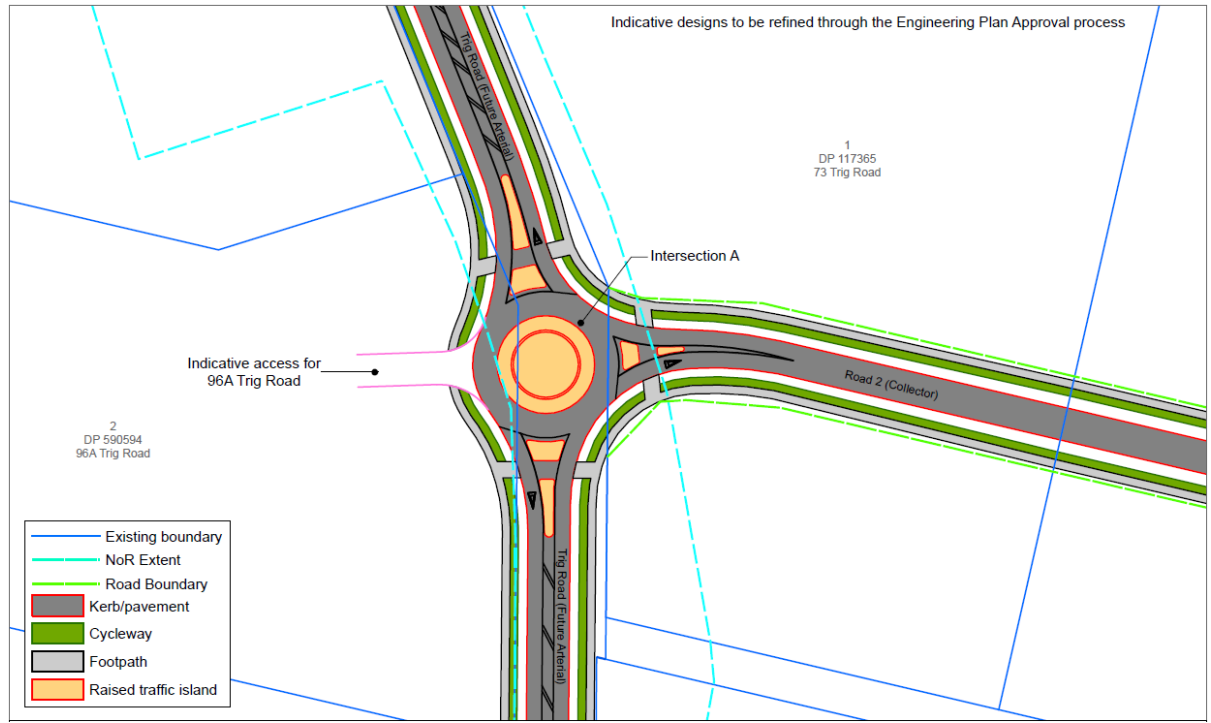 Indicative designs to be refined through the Engineering Plan Approval process
Trig Road (Future Arterial)
1
DP 117365
73 Trig Road
Intersection A
Indicative access for
96A Trig Road
Road 2 (Collector)
2
DP 590594
96A Trig Road
Trig Road (Future Arterial)
Existing boundary
NoR Extent
Road Boundary
Kerb/pavement
Cycleway
Footpath
Raised traffic island